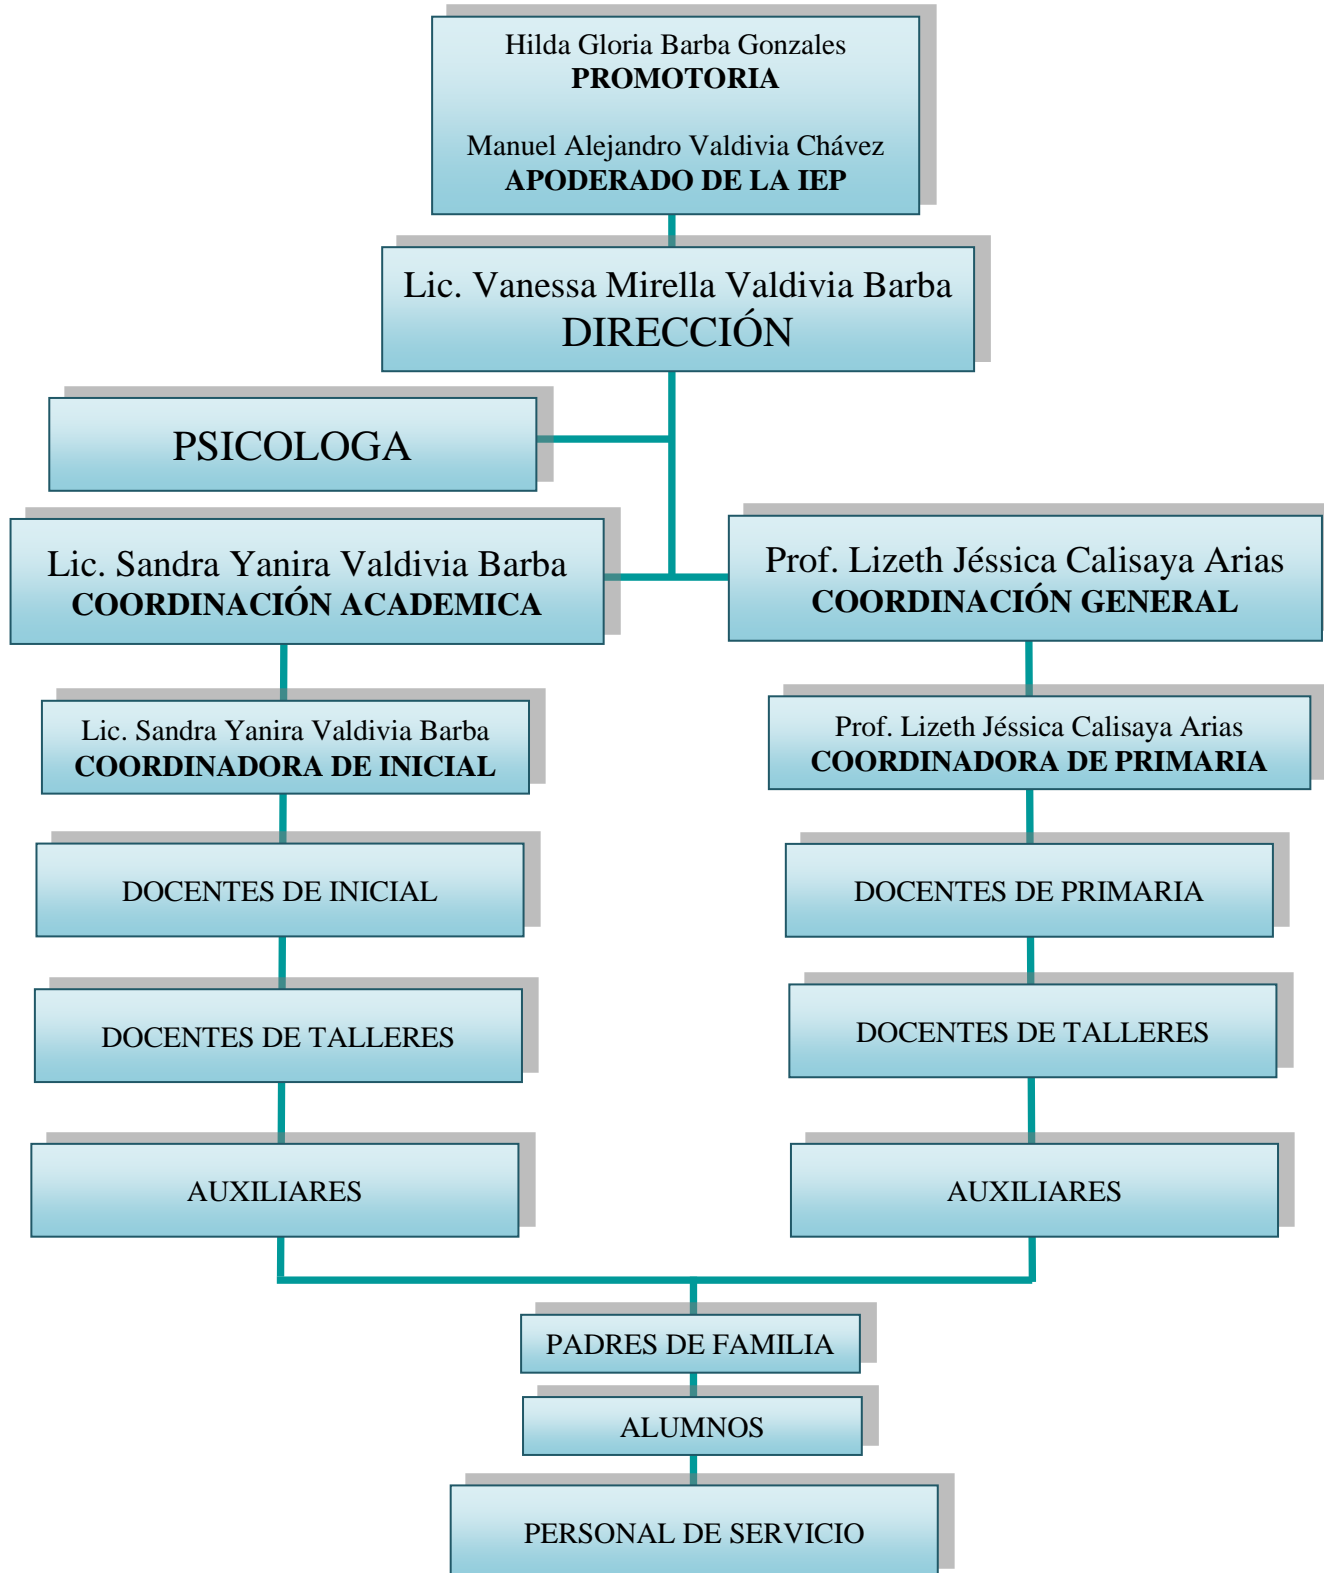 Hilda Gloria Barba Gonzales
PROMOTORIA
Manuel Alejandro Valdivia Chávez
APODERADO DE LA IEP
Lic. Vanessa Mirella Valdivia Barba
DIRECCIÓN
PSICOLOGA
Lic. Sandra Yanira Valdivia Barba
COORDINACIÓN ACADEMICA
Prof. Lizeth Jéssica Calisaya Arias
COORDINACIÓN GENERAL
Lic. Sandra Yanira Valdivia Barba
COORDINADORA DE INICIAL
Prof. Lizeth Jéssica Calisaya Arias
COORDINADORA DE PRIMARIA
DOCENTES DE INICIAL
DOCENTES DE PRIMARIA
DOCENTES DE TALLERES
DOCENTES DE TALLERES
AUXILIARES
AUXILIARES
PADRES DE FAMILIA
ALUMNOS
PERSONAL DE SERVICIO